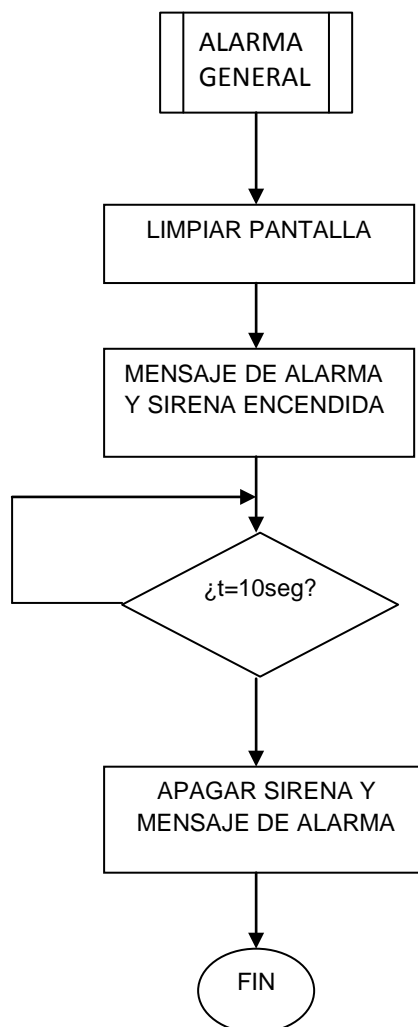 ALARMA
GENERAL
LIMPIAR PANTALLA
MENSAJE DE ALARMA
Y SIRENA ENCENDIDA
¿t=10seg?
APAGAR SIRENA Y
MENSAJE DE ALARMA
FIN